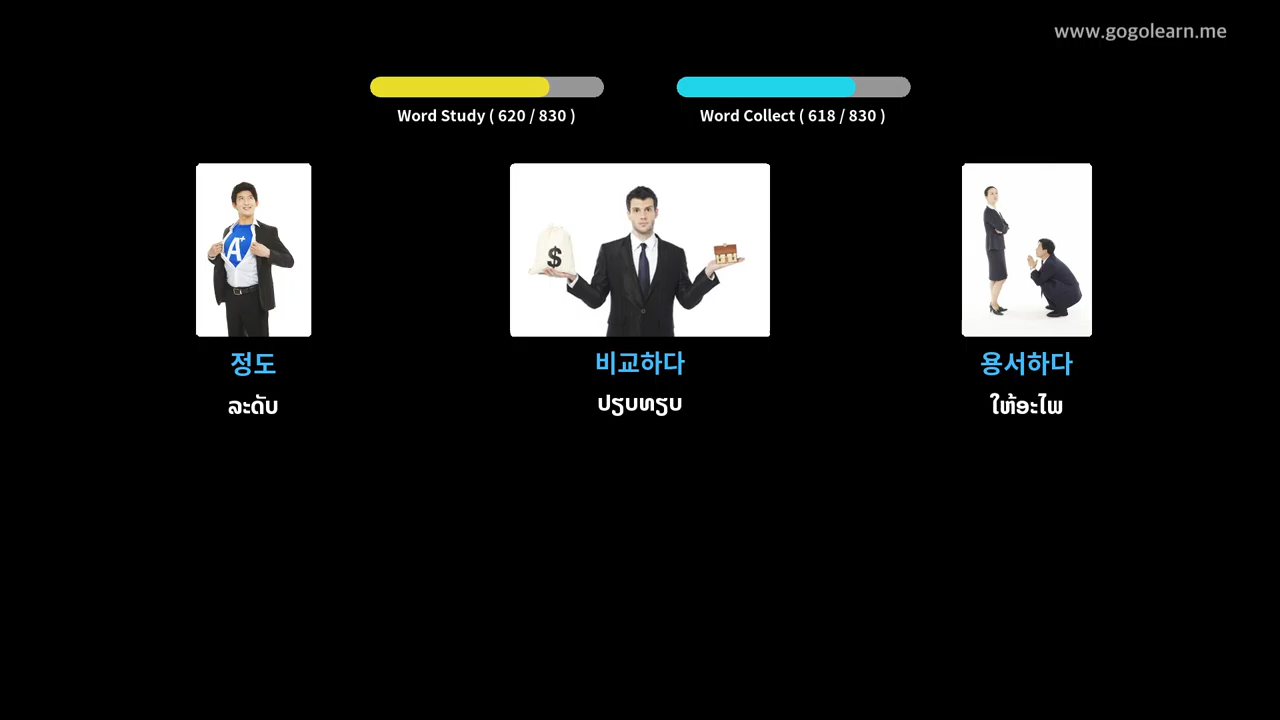 www.gogolearn.me
Word Study ( 620 / 830 )
Word Collect ( 618 / 830 )
A+
$
정도
비교하다
용서하다
ລະດັບ
ປຽບທຽບ
ໃຫ້ອະໄພ